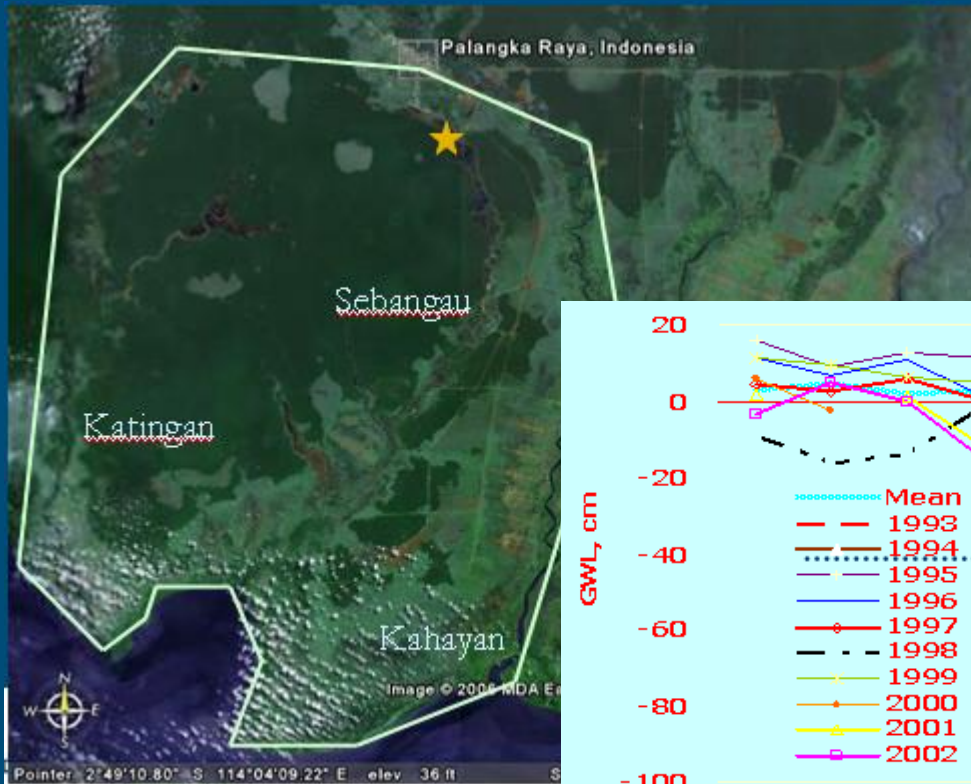 Palangka Raya, Indonesia
Sebangau
Katingan
Kahayan
Image © 2006 MDA Ea
N
W E
S
Pointer 2°49'10.80" S 114°04'09.22" E elev 36 ft S
GWL, cm
20
0
-20
-40
-60
-80
-100
Mean
1993
1994
1995
1996
1997
1998
1999
2000
2001
2002